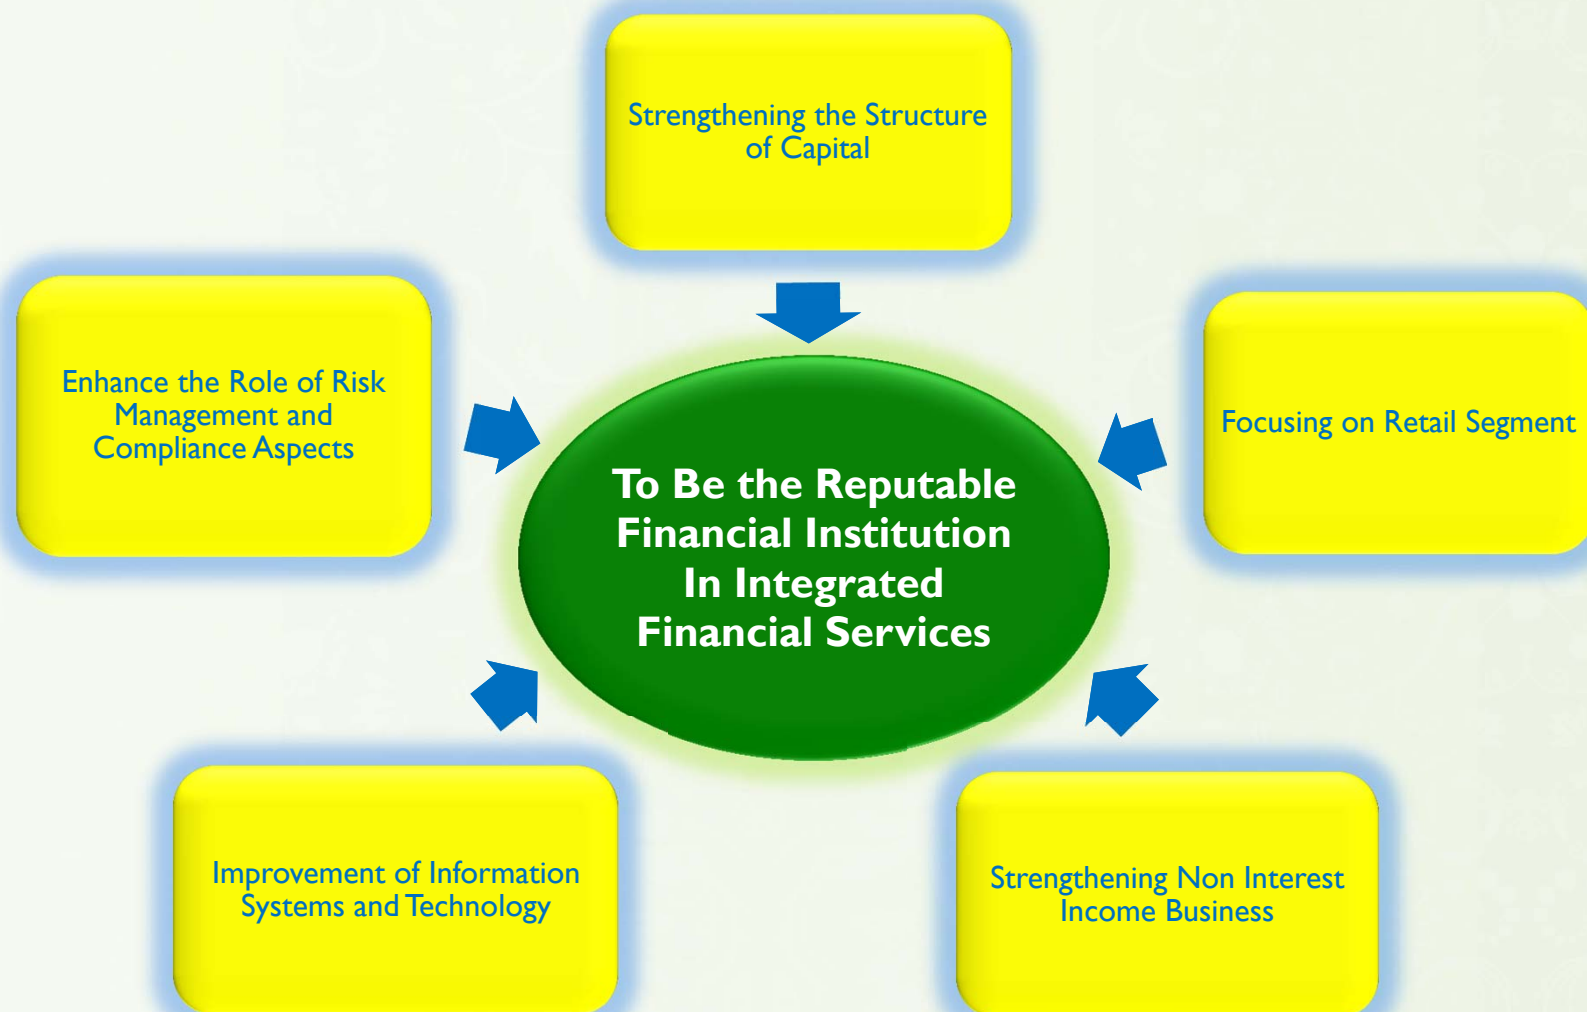 Strengthening the Structure
of Capital
Enhance the Role of Risk
Management and
Compliance Aspects
Focusing on Retail Segment
To Be the Reputable
Financial Institution
In Integrated
Financial Services
Improvement of Information
Systems and Technology
Strengthening Non Interest
Income Business